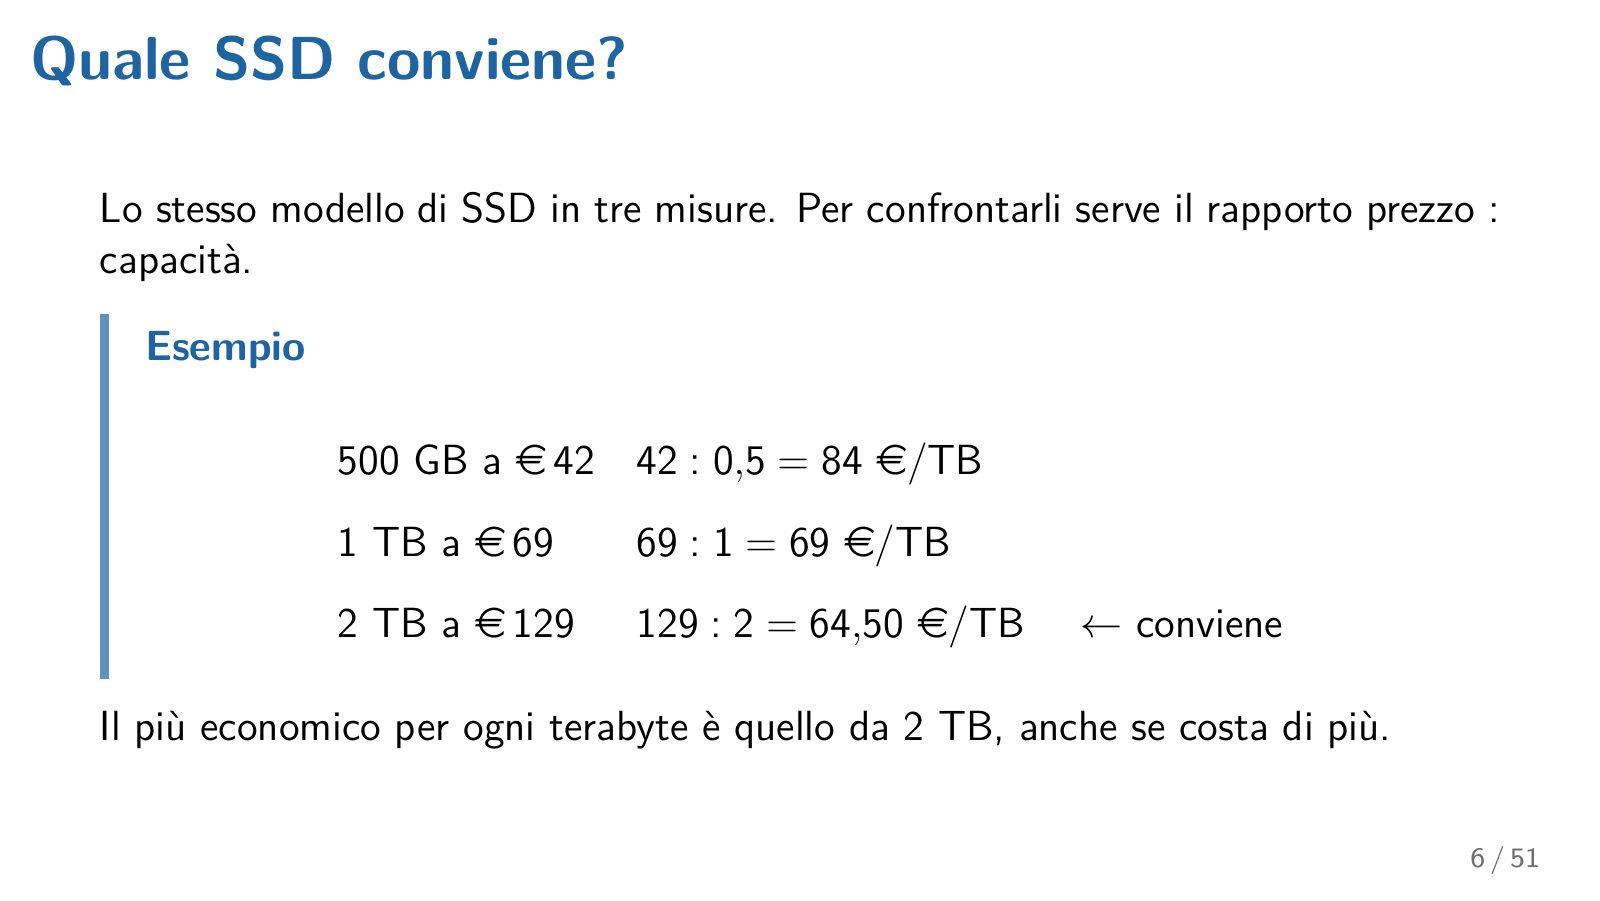 Quale SSD conviene?
Lo stesso modello di SSD in tre misure. Per confrontarli serve il rapporto prezzo :
capacità.
Esempio
500 GB a €42 42 : 0,5 = 84 €/TB
1 TB a €69 69 : 1 = 69 €/TB
2 TB a €129 129 : 2 = 64,50 €/TB ← conviene
Il più economico per ogni terabyte è quello da 2 TB, anche se costa di più.
6 / 51